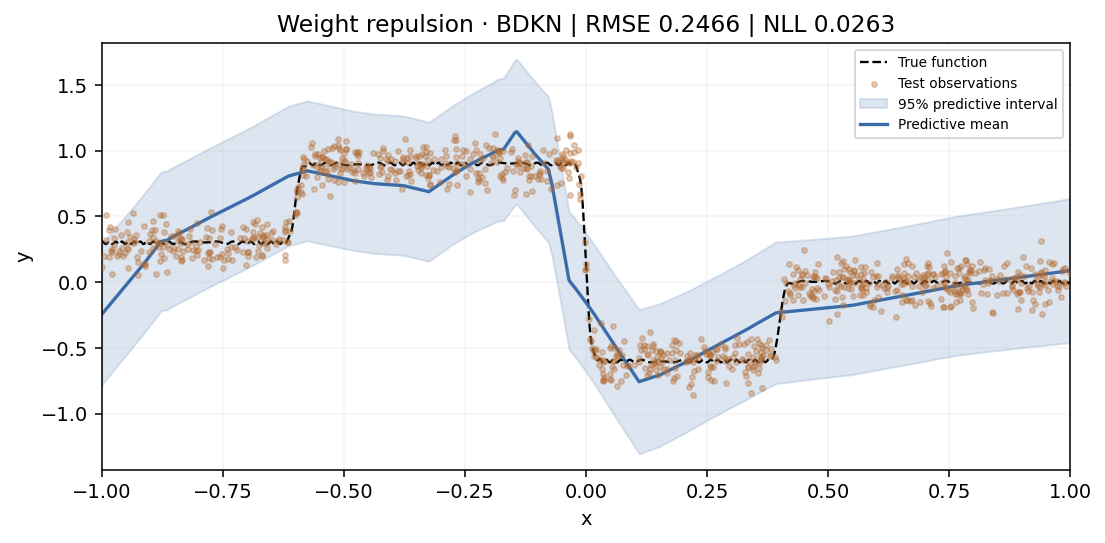 Weight repulsion · BDKN | RMSE 0.2466 | NLL 0.0263
True function
Test observations
95% predictive interval
Predictive mean
y
1.5
1.0
0.5
0.0
−0.5
−1.0
−1.00 −0.75 −0.50 −0.25 0.00 0.25 0.50 0.75 1.00
x